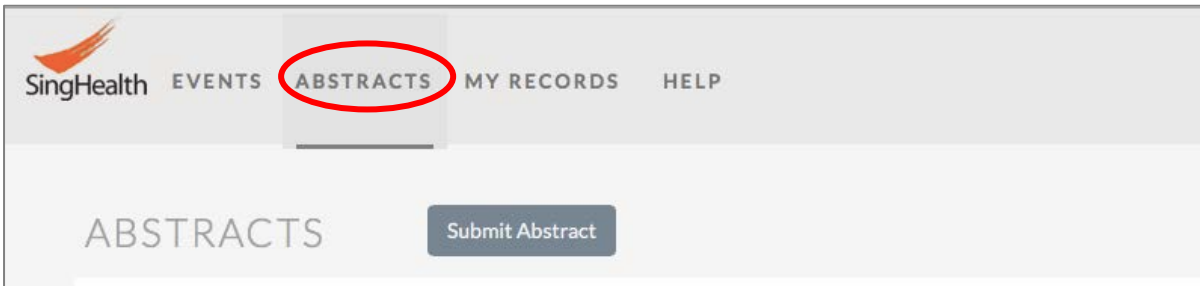 SingHealth EVENTS ABSTRACTS MY RECORDS HELP
ABSTRACTS Submit Abstract